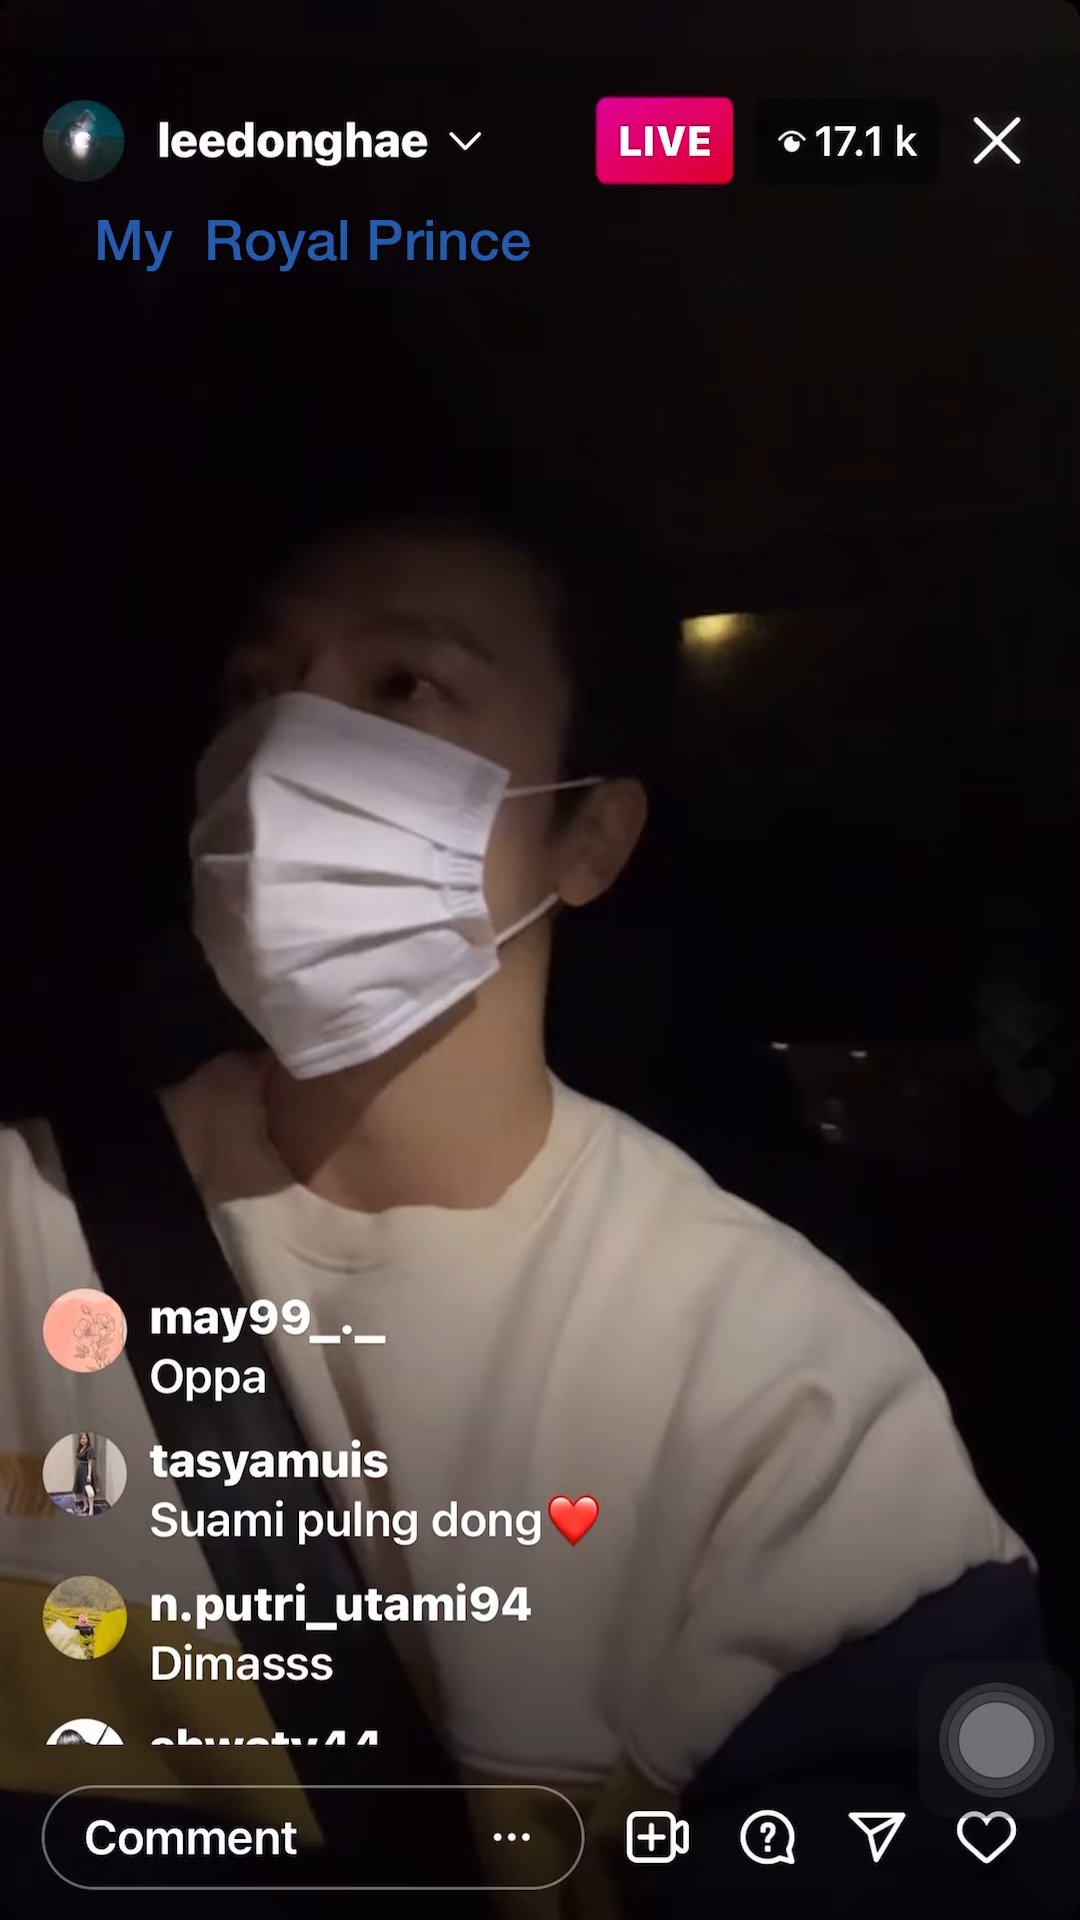 leedonghae
LIVE
17.1 k
My Royal Prince
may99_._
Oppa
tasyamuis
Suami pulng dong❤️
n.putri_utami94
Dimasss
Comment